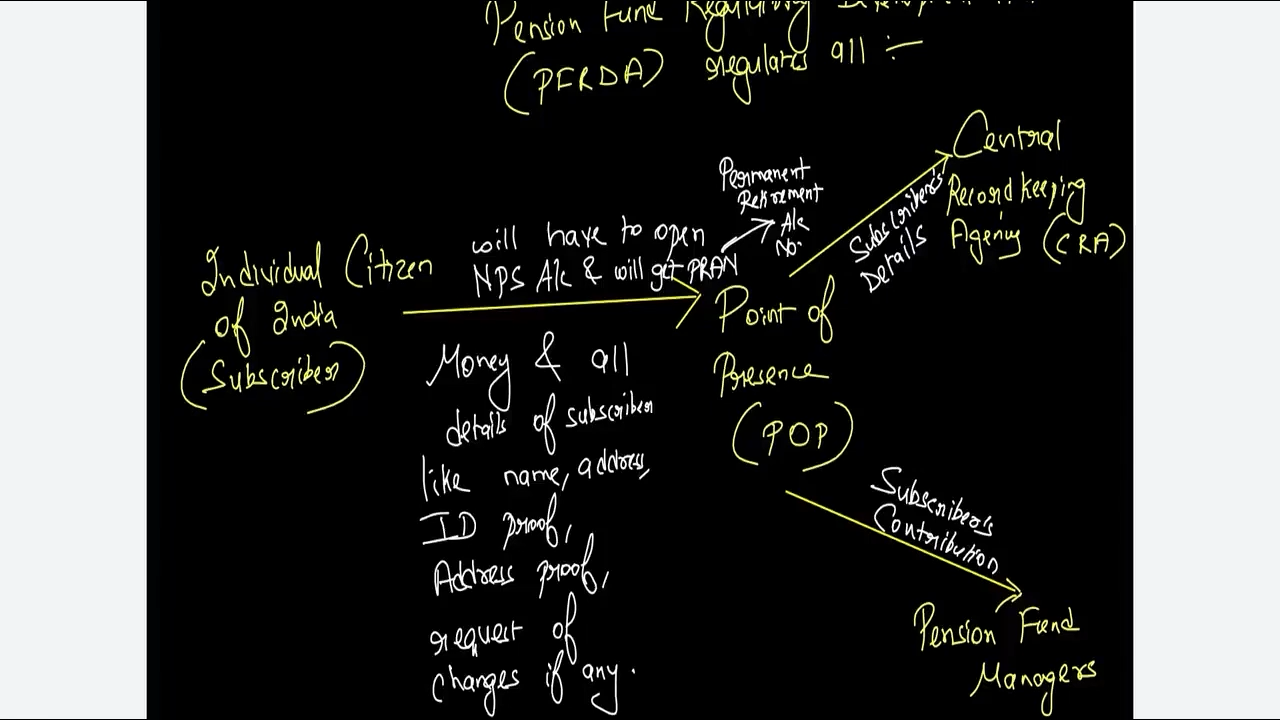 Pension Fund Regulatory Development
(PFRDA) regulates all :-
Central
Record keeping
Agency (CRA)
Permanent
Retirement
A/c
No.
Subscriber's
Details
will have to open
NPS A/c & will get PRAN
Individual Citizen
of India
(Subscriber)
Point of
Presence
(POP)
Money & all
details of subscriber
like name, address,
ID proof,
Address proof,
request of
changes if any.
Subscriber's
Contribution
Pension Fund
Managers